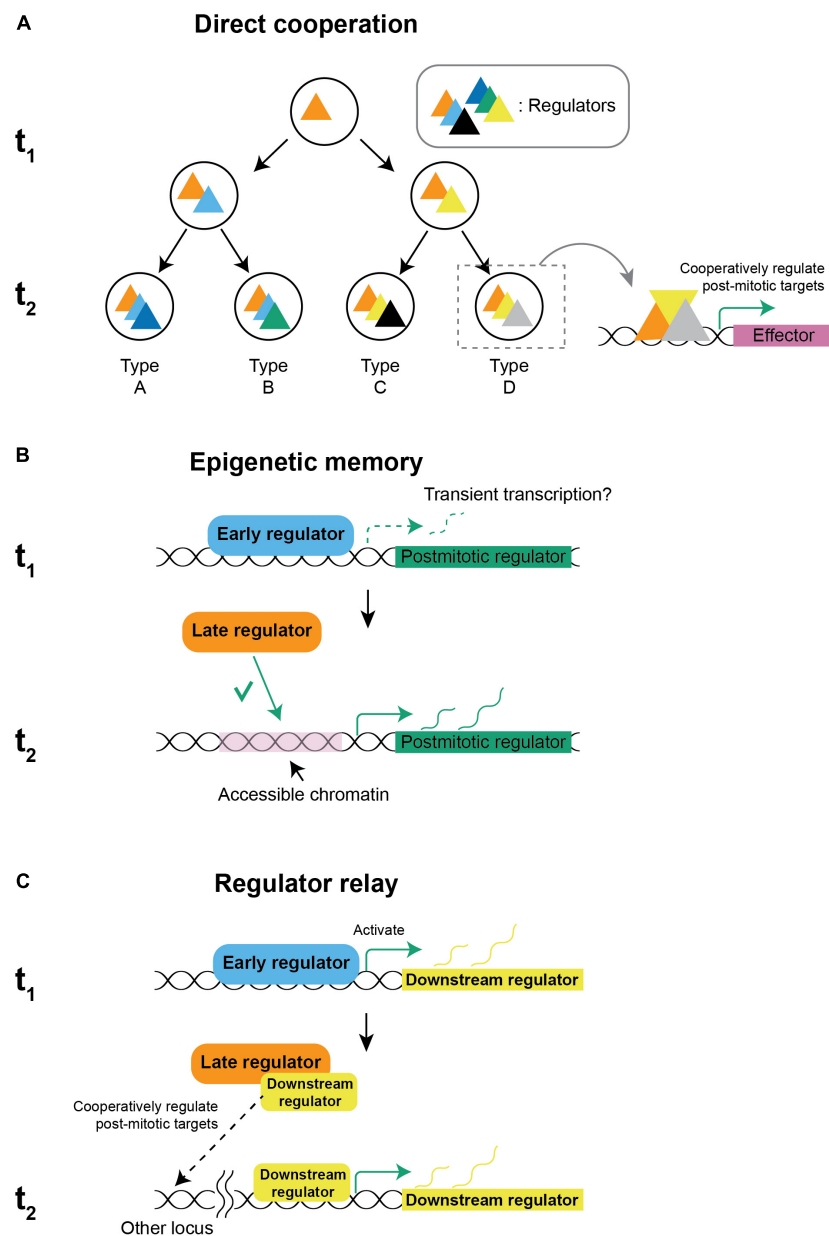 A
Direct cooperation
: Regulators
t1
t2
Cooperatively regulate
post-mitotic targets
Effector
Type
A
Type
B
Type
C
Type
D
B
Epigenetic memory
Transient transcription?
Early regulator
t1
Postmitotic regulator
Late regulator
t2
Postmitotic regulator
Accessible chromatin
C
Regulator relay
Activate
Early regulator
t1
Downstream regulator
Late regulator
Downstream
regulator
Cooperatively regulate
post-mitotic targets
Downstream
regulator
t2
Downstream regulator
Other locus